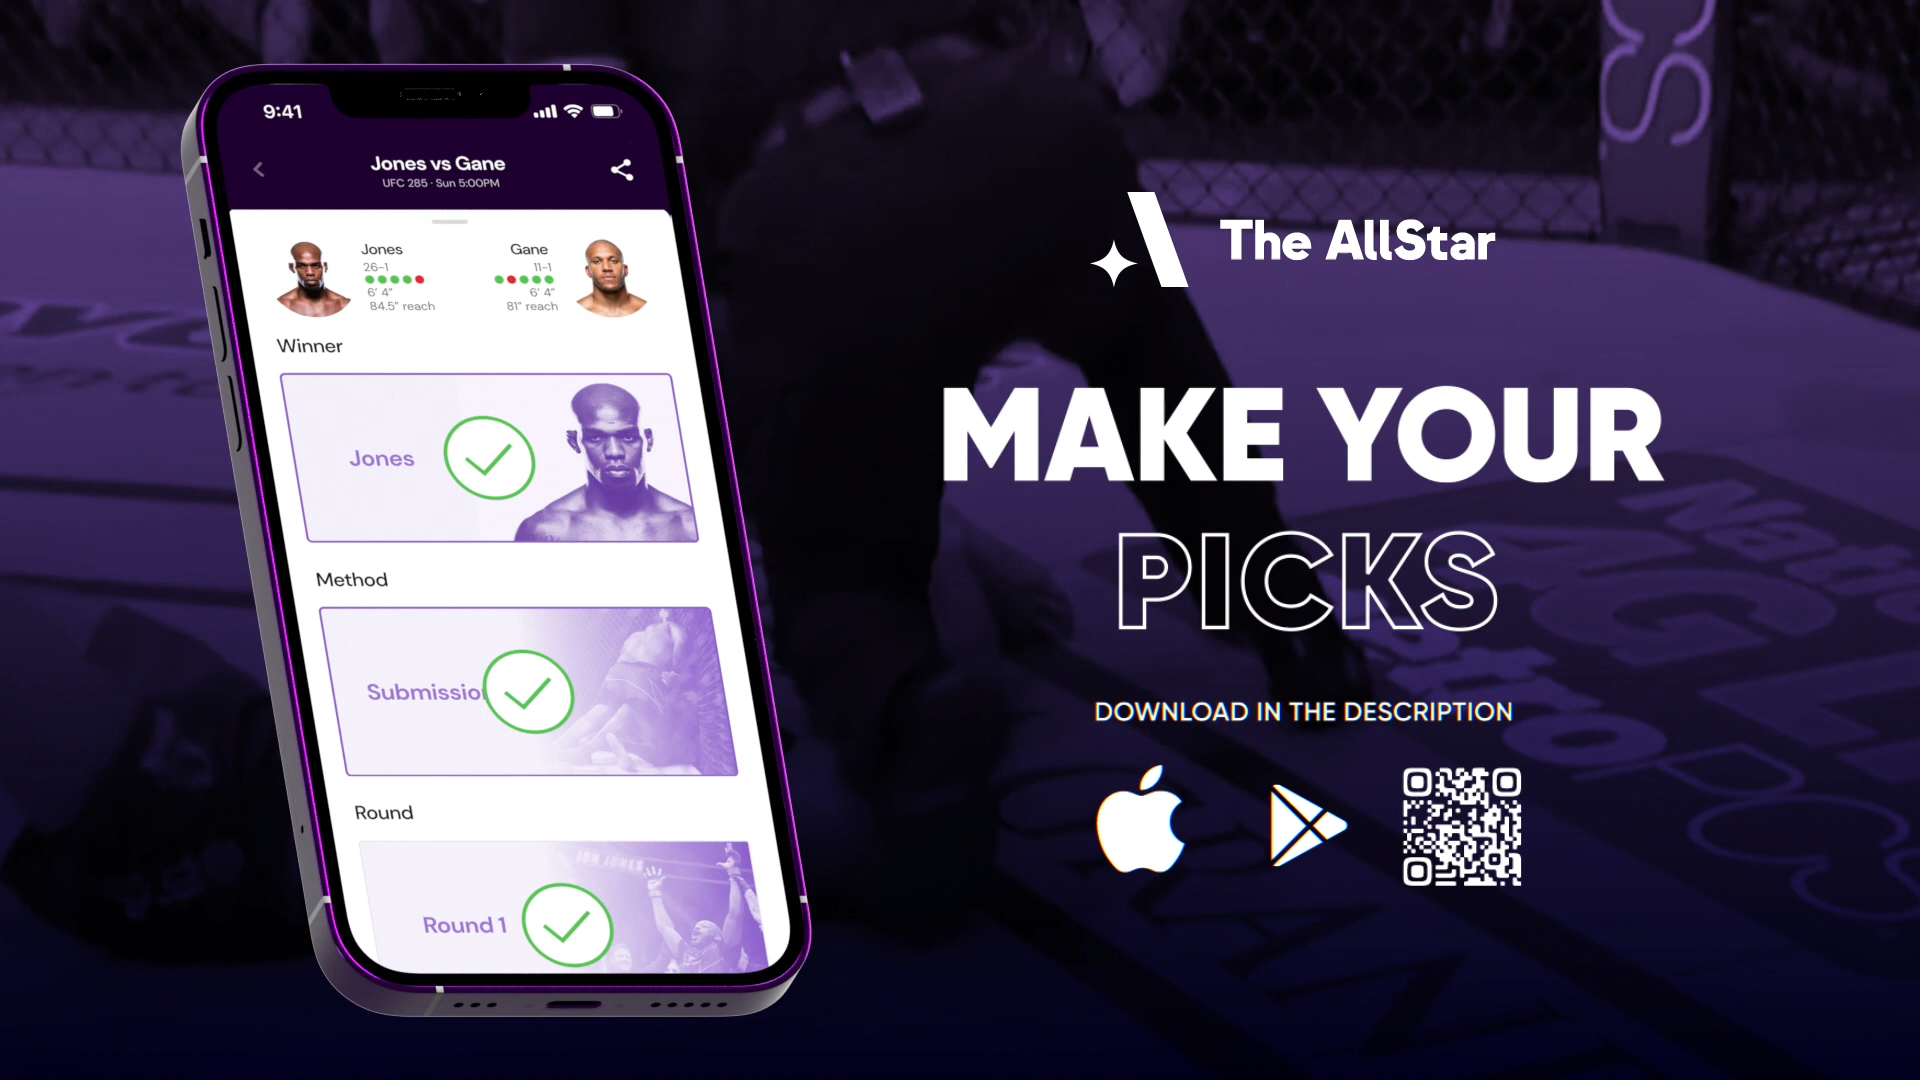 9:41
Jones vs Gane
UFC 285 · Sun 5:00PM
Jones
26-1
6' 4"
84.5" reach
Gane
11-1
6' 4"
81" reach
Winner
Jones
Method
Submissio
Round
JON JONES
Round 1
The AllStar
MAKE YOUR
PICKS
DOWNLOAD IN THE DESCRIPTION